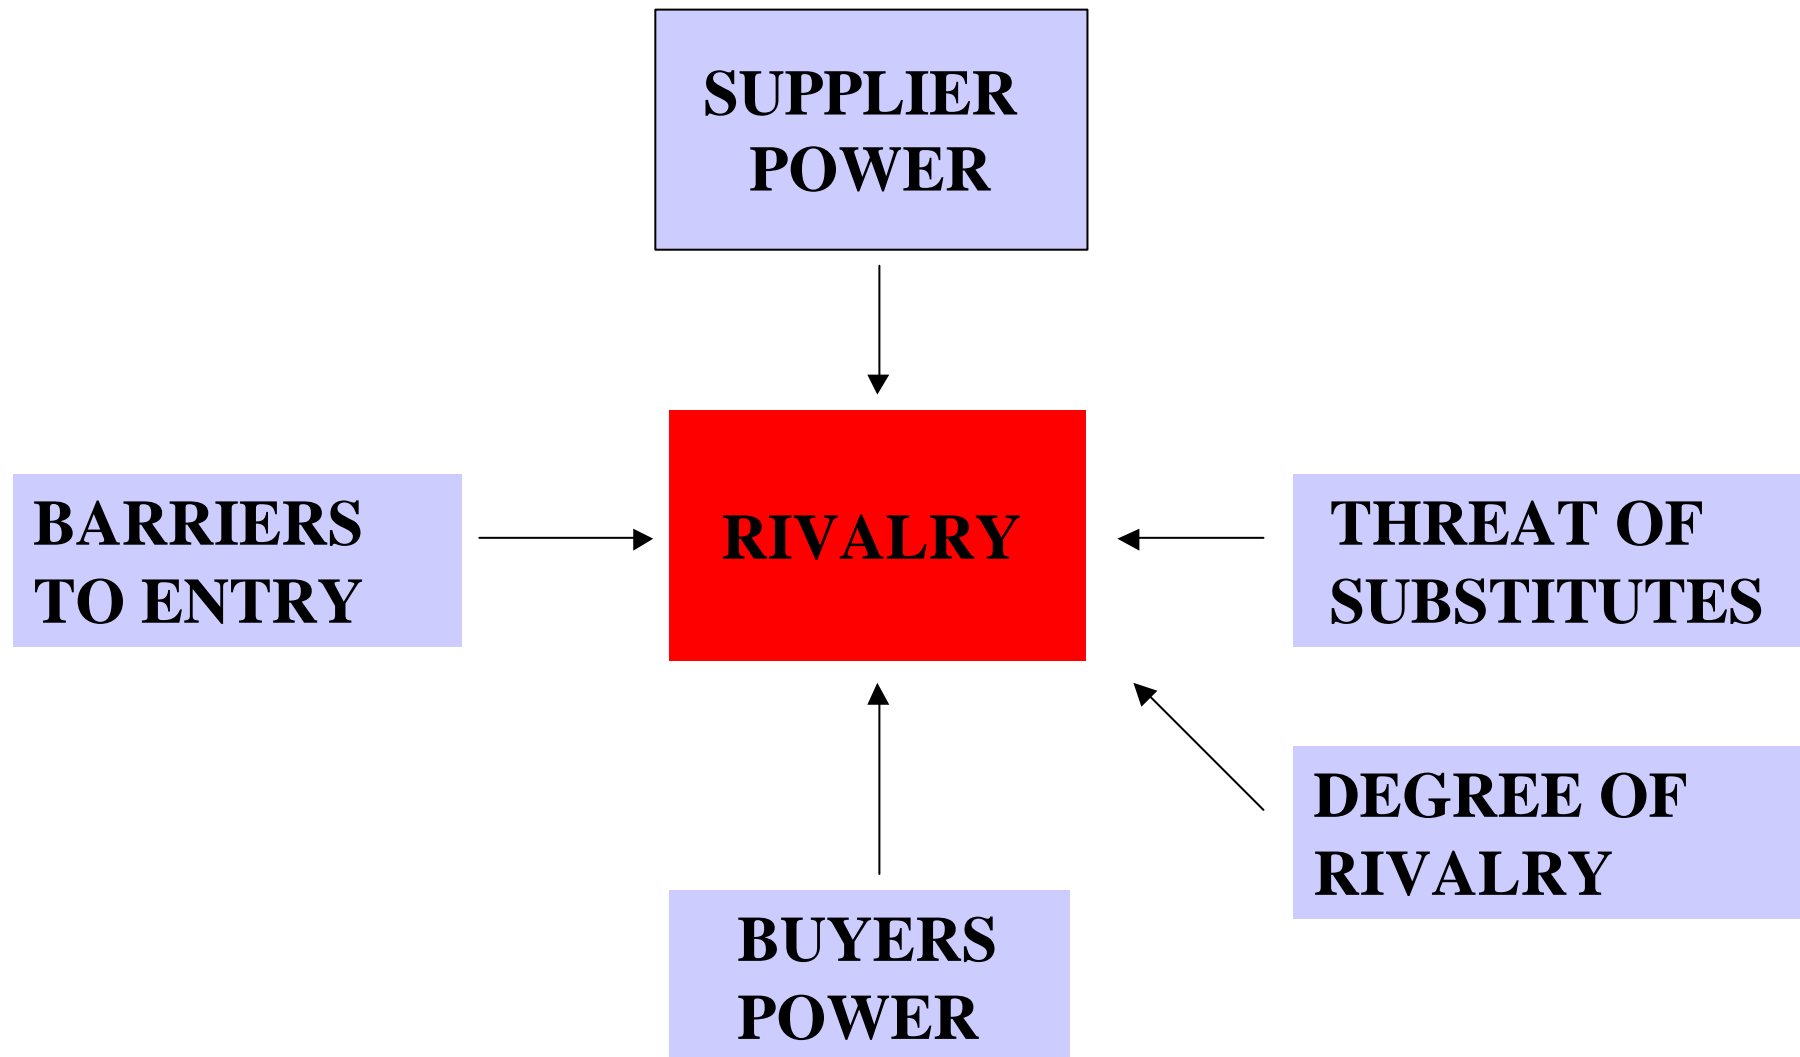 SUPPLIER
POWER
BARRIERS
TO ENTRY
RIVALRY
THREAT OF
SUBSTITUTES
DEGREE OF
RIVALRY
BUYERS
POWER